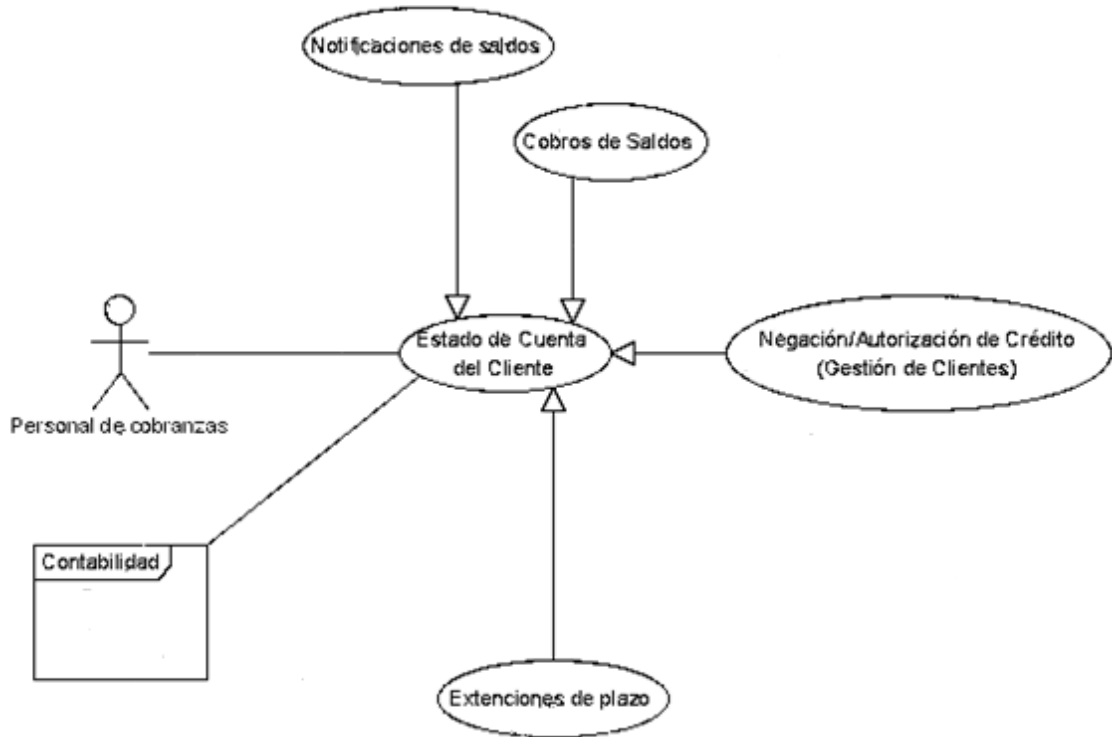 Notificaciones de saldos
Cobros de Saldos
Estado de Cuenta
del Cliente
Negación/Autorización de Crédito
(Gestión de Clientes)
Personal de cobranzas
Contabilidad
Extenciones de plazo